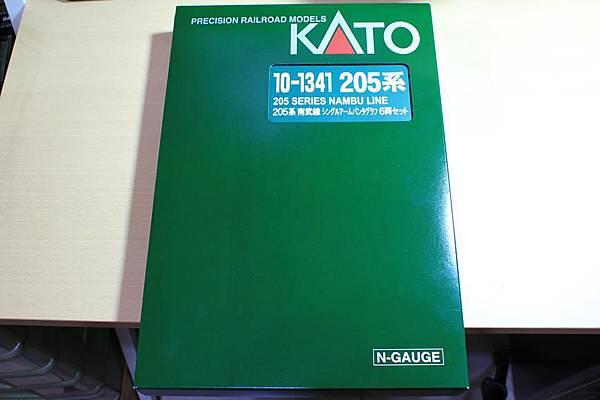 PRECISION RAILROAD MODELS
KATO
10-1341 205系
205 SERIES NAMBU LINE
205系 南武線 シングルアームパンタグラフ 6両セット
N-GAUGE